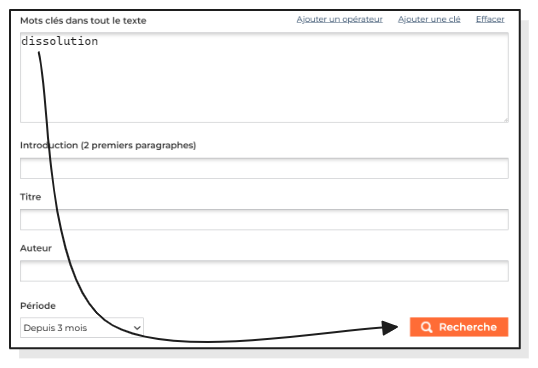 Mots clés dans tout le texte Ajouter un opérateur Ajouter une clé Effacer
dissolution
Introduction (2 premiers paragraphes)
Titre
Auteur
Période
Depuis 3 mois Recherche